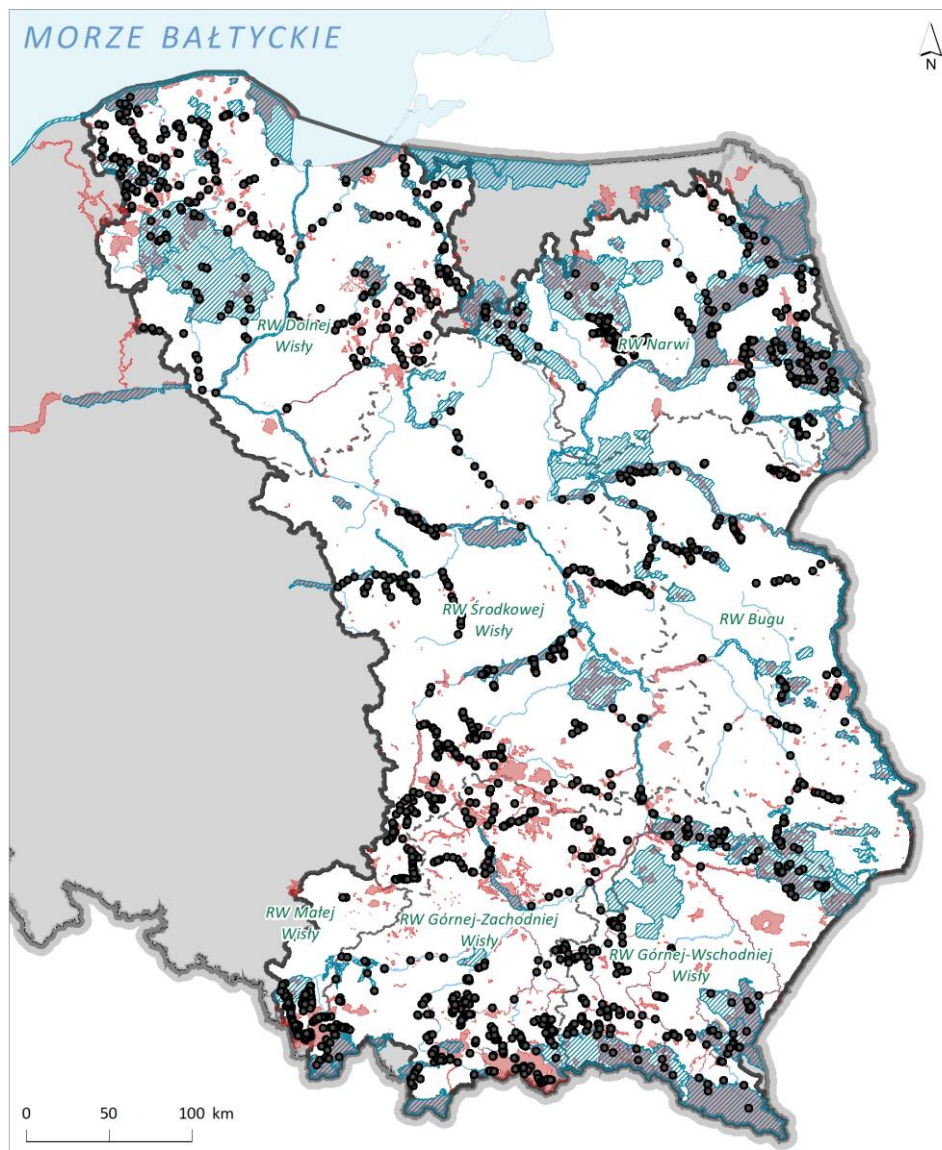 MORZE BAŁTYCKIE
N
RW Dolnej
Wisły
RW Narwi
RW Środkowej
Wisły
RW Bugu
RW Małej
Wisły
RW Górnej-Zachodniej
Wisły
RW Górnej-Wschodniej
Wisły
0 50 100 km